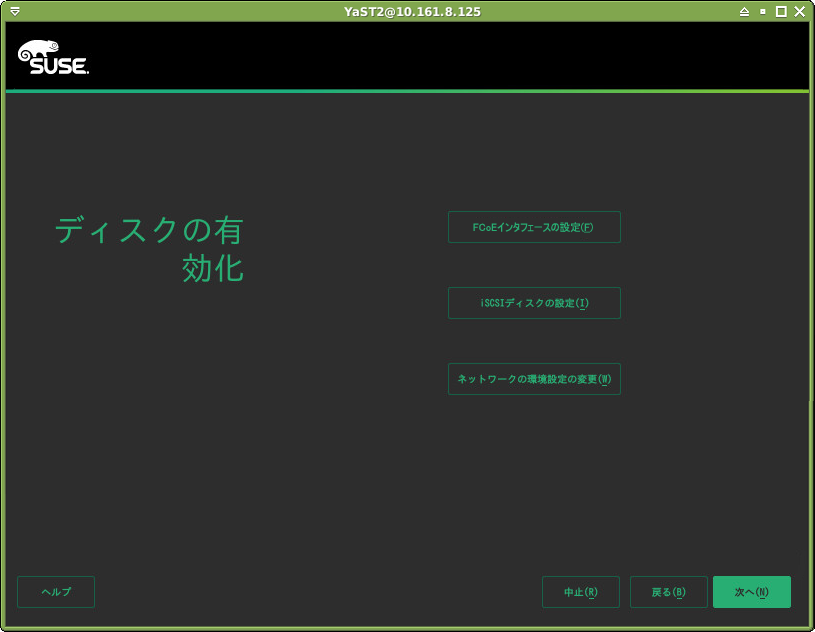 YaST2@10.161.8.125
SUSE.
ディスクの有
効化
FCoEインタフェースの設定(F)
iSCSIディスクの設定(I)
ネットワークの環境設定の変更(W)
ヘルプ
中止(R)
戻る(B)
次へ(N)